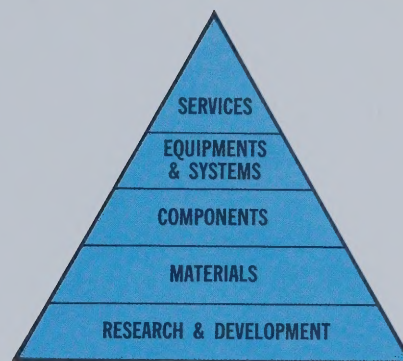 SERVICES
EQUIPMENTS
& SYSTEMS
COMPONENTS
MATERIALS
RESEARCH & DEVELOPMENT